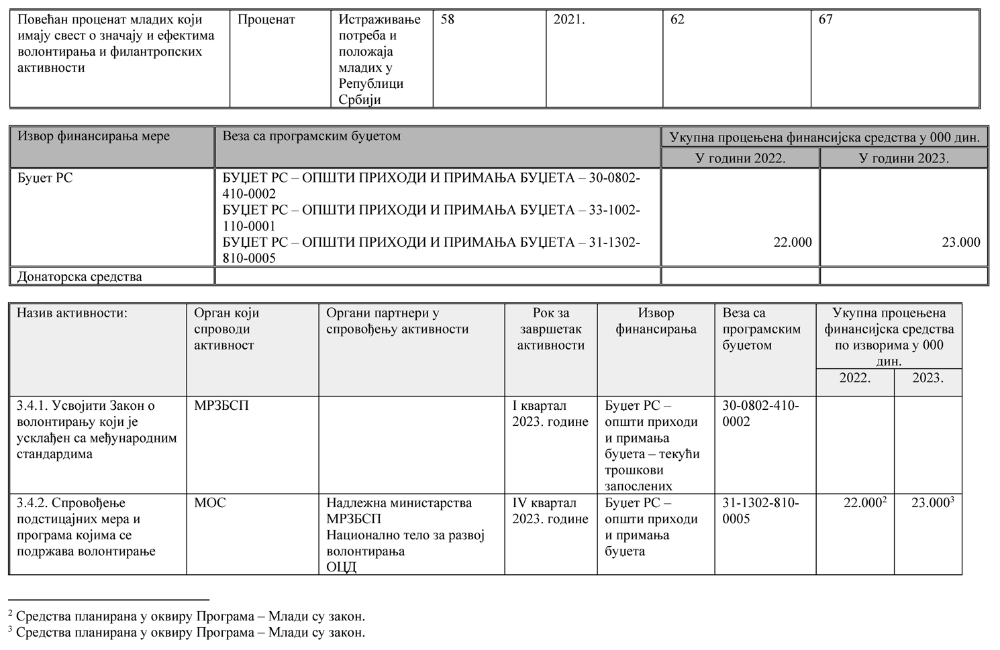 Повећан проценат младих који
имају свест о значају и ефектима
волонтирања и филантропских
активности
Проценат
Истраживање
потреба и
положаја
младих у
Републици
Србији
58
2021.
62
67
Извор финансирања мере
Веза са програмским буџетом
Укупна процењена финансијска средства у 000 дин.
У години 2022.
У години 2023.
Буџет РС
БУЏЕТ РС – ОПШТИ ПРИХОДИ И ПРИМАЊА БУЏЕТА – 30-0802-
410-0002
БУЏЕТ РС – ОПШТИ ПРИХОДИ И ПРИМАЊА БУЏЕТА – 33-1002-
110-0001
БУЏЕТ РС – ОПШТИ ПРИХОДИ И ПРИМАЊА БУЏЕТА – 31-1302-
810-0005
22.000
23.000
Донаторска средства
Назив активности:
Орган који
спроводи
активност
Органи партнери у
спровођењу активности
Рок за
завршетак
активности
Извор
финансирања
Веза са
програмским
буџетом
Укупна процењена
финансијска средства
по изворима у 000
дин.
2022.
2023.
3.4.1. Усвојити Закон о
волонтирању који је
усклађен са међународним
стандардима
МРЗБСП
I квартал
2023. године
Буџет РС –
општи приходи
и примања
буџета – текући
трошкови
запослених
30-0802-410-
0002
3.4.2. Спровођење
подстицајних мера и
програма којима се
подржава волонтирање
МОС
Надлежна министарства
МРЗБСП
Национално тело за развој
волонтирања
ОЦД
IV квартал
2023. године
Буџет РС –
општи приходи
и примања
буџета
31-1302-810-
0005
22.000²
23.000³
² Средства планирана у оквиру Програма – Млади су закон.
³ Средства планирана у оквиру Програма – Млади су закон.